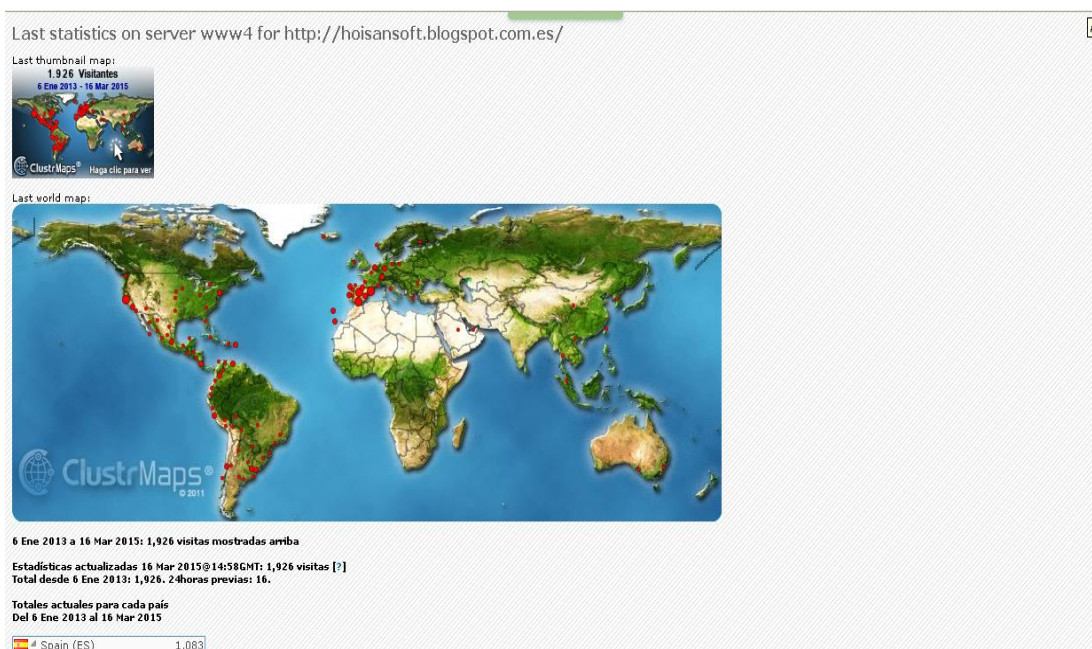 Last statistics on server www4 for http://hoisansoft.blogspot.com.es/
Last thumbnail map:
1.926 Visitantes
6 Ene 2013 - 16 Mar 2015
ClustrMaps® Haga clic para ver
Last world map:
ClustrMaps®
© 2011
6 Ene 2013 a 16 Mar 2015: 1,926 visitas mostradas arriba
Estadísticas actualizadas 16 Mar 2015@14:58GMT: 1,926 visitas [?]
Total desde 6 Ene 2013: 1,926. 24horas previas: 16.
Totales actuales para cada país
Del 6 Ene 2013 al 16 Mar 2015
Spain (ES) 1,083